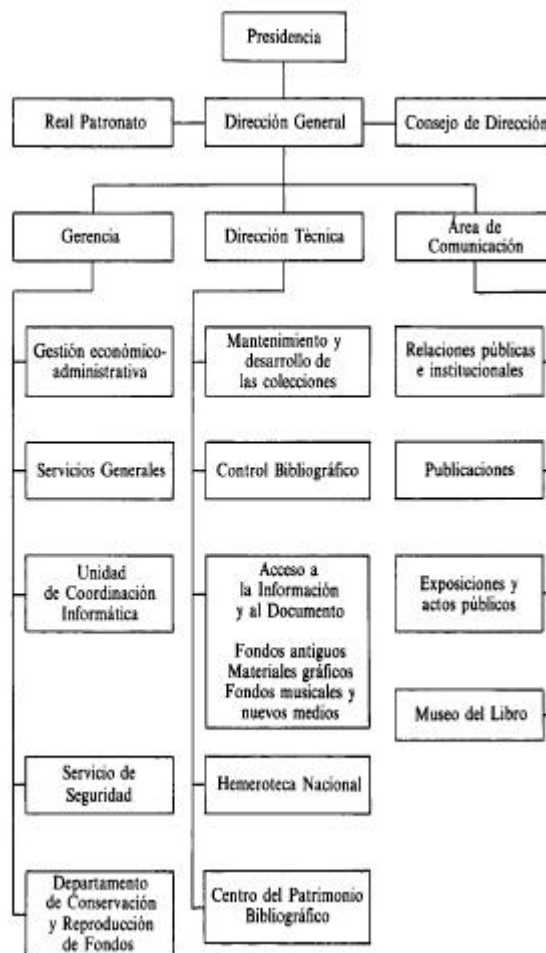 Presidencia
Real Patronato
Dirección General
Consejo de Dirección
Gerencia
Dirección Técnica
Área de
Comunicación
Gestión económico-
administrativa
Mantenimiento y
desarrollo de
las colecciones
Relaciones públicas
e institucionales
Servicios Generales
Control Bibliográfico
Publicaciones
Unidad
de Coordinación
Informática
Acceso a
la Información
y al Documento
Fondos antiguos
Materiales gráficos
Fondos musicales y
nuevos medios
Exposiciones y
actos públicos
Museo del Libro
Servicio de
Seguridad
Hemeroteca Nacional
Departamento
de Conservación
y Reproducción
de Fondos
Centro del Patrimonio
Bibliográfico